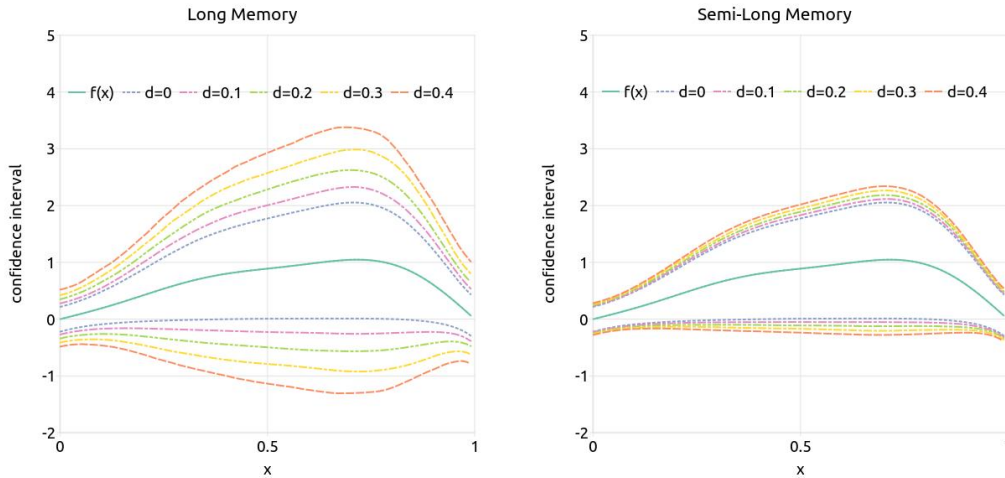 Long Memory
5
4
3
2
1
0
-1
-2
confidence interval
f(x) d=0 d=0.1 d=0.2 d=0.3 d=0.4
0 0.5 1
x
Semi-Long Memory
5
4
3
2
1
0
-1
-2
confidence interval
f(x) d=0 d=0.1 d=0.2 d=0.3 d=0.4
0 0.5
x